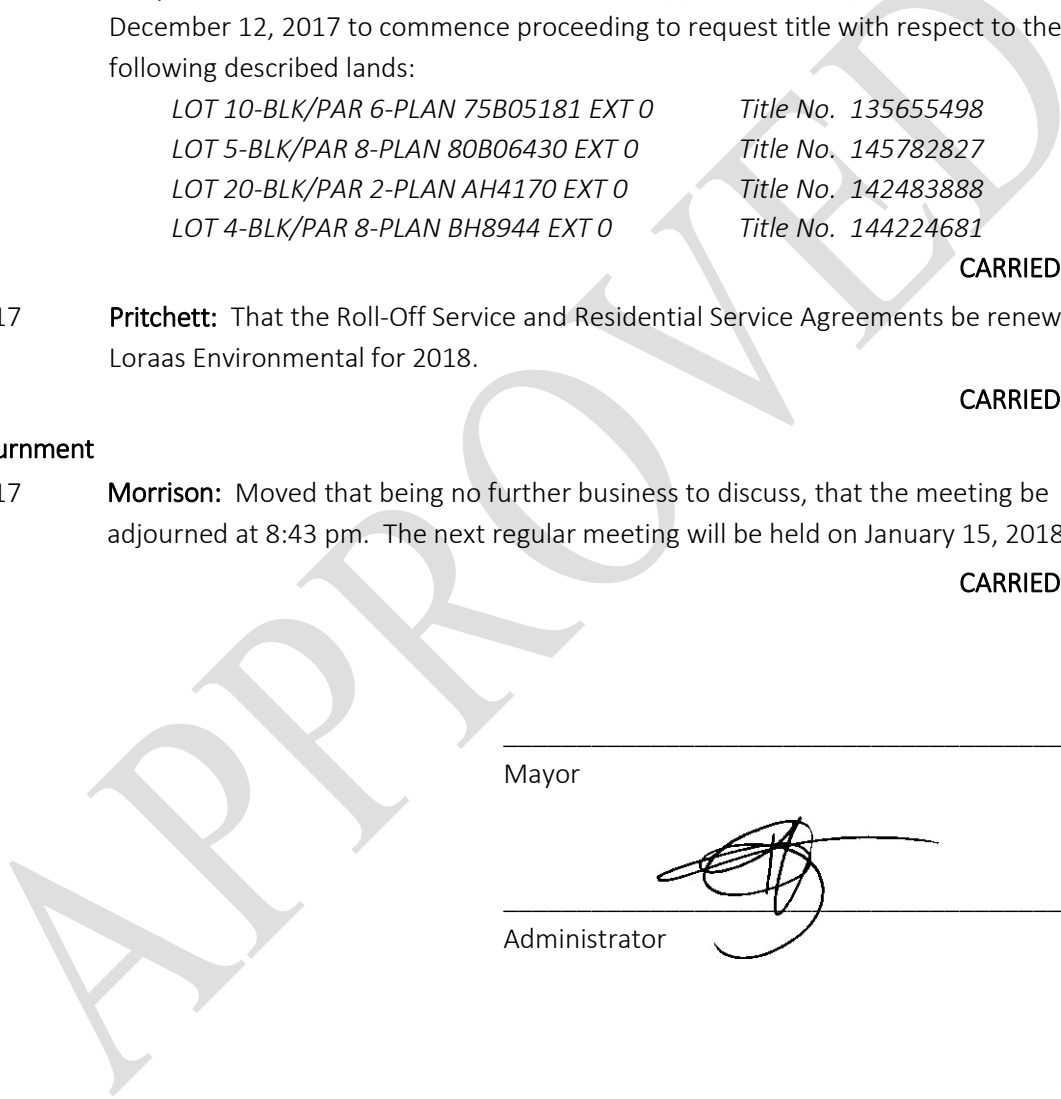 December 12, 2017 to commence proceeding to request title with respect to the
following described lands:
LOT 10-BLK/PAR 6-PLAN 75B05181 EXT 0 Title No. 135655498
LOT 5-BLK/PAR 8-PLAN 80B06430 EXT 0 Title No. 145782827
LOT 20-BLK/PAR 2-PLAN AH4170 EXT 0 Title No. 142483888
LOT 4-BLK/PAR 8-PLAN BH8944 EXT 0 Title No. 144224681
CARRIED
17 Pritchett: That the Roll-Off Service and Residential Service Agreements be renew
Loraas Environmental for 2018.
CARRIED
urnment
17 Morrison: Moved that being no further business to discuss, that the meeting be
adjourned at 8:43 pm. The next regular meeting will be held on January 15, 2018
CARRIED
Mayor
Administrator
APPROVED